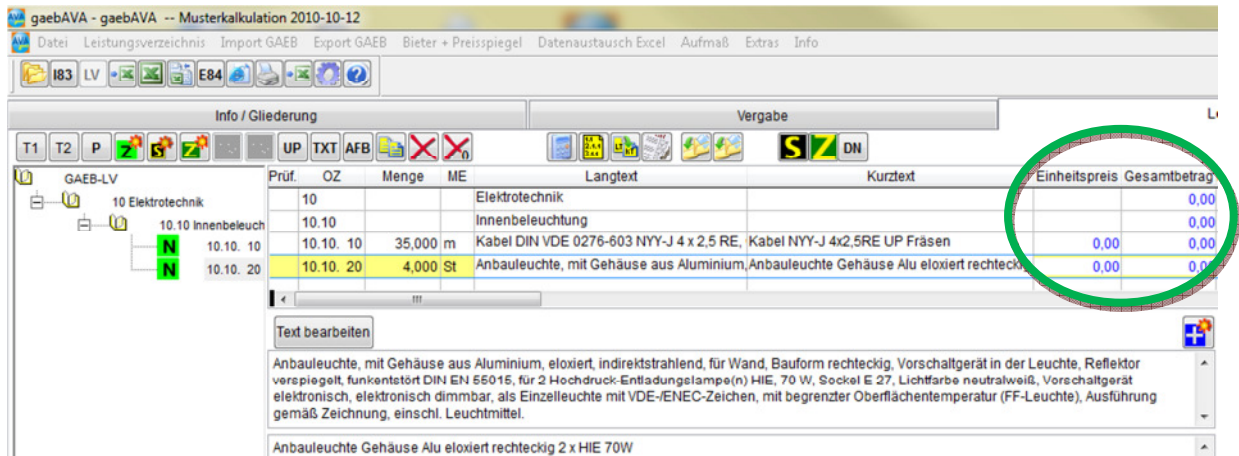 gaebAVA - gaebAVA -- Musterkalkulation 2010-10-12
Datei Leistungsverzeichnis Import GAEB Export GAEB Bieter + Preisspiegel Datenaustausch Excel Aufmaß Extras Info
I83 LV E84
Info / Gliederung Vergabe
T1 T2 P Z S Z UP TXT AFB S Z DN
GAEB-LV
10 Elektrotechnik
10.10 Innenbeleuch
N 10.10. 10
N 10.10. 20
Prüf. OZ Menge ME Langtext Kurztext Einheitspreis Gesamtbetrag
10 Elektrotechnik 0,00
10.10 Innenbeleuchtung 0,00
10.10. 10 35,000 m Kabel DIN VDE 0276-603 NYY-J 4 x 2,5 RE, Kabel NYY-J 4x2,5RE UP Fräsen 0,00 0,00
10.10. 20 4,000 St Anbauleuchte, mit Gehäuse aus Aluminium, Anbauleuchte Gehäuse Alu eloxiert rechteckig 0,00 0,00
Text bearbeiten
Anbauleuchte, mit Gehäuse aus Aluminium, eloxiert, indirektstrahlend, für Wand, Bauform rechteckig, Vorschaltgerät in der Leuchte, Reflektor
verspiegelt, funkentstört DIN EN 55015, für 2 Hochdruck-Entladungslampe(n) HIE, 70 W, Sockel E 27, Lichtfarbe neutralweiß, Vorschaltgerät
elektronisch, elektronisch dimmbar, als Einzelleuchte mit VDE-/ENEC-Zeichen, mit begrenzter Oberflächentemperatur (FF-Leuchte), Ausführung
gemäß Zeichnung, einschl. Leuchtmittel.
Anbauleuchte Gehäuse Alu eloxiert rechteckig 2 x HIE 70W